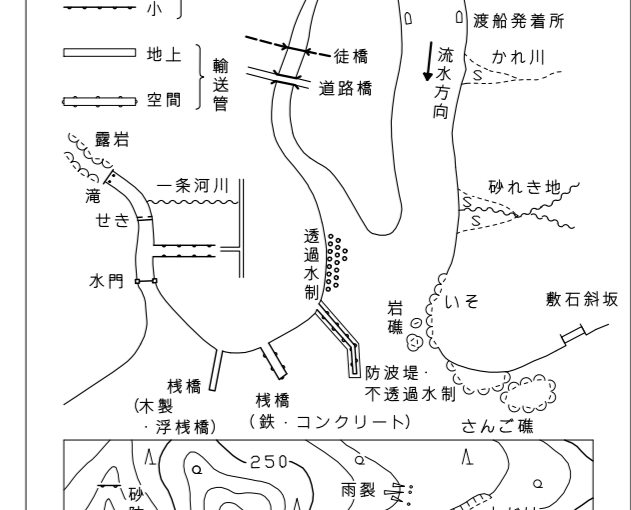 小
渡船発着所
地上
輸送管
空間
徒橋
道路橋
流水方向
かれ川
露岩
滝
一条河川
せき
砂れき地
透過水制
水門
岩礁
いそ
敷石斜坂
防波堤・
不透過水制
桟橋
(木製
・浮桟橋)
桟橋
(鉄・コンクリート)
さんご礁
250
雨裂
砂